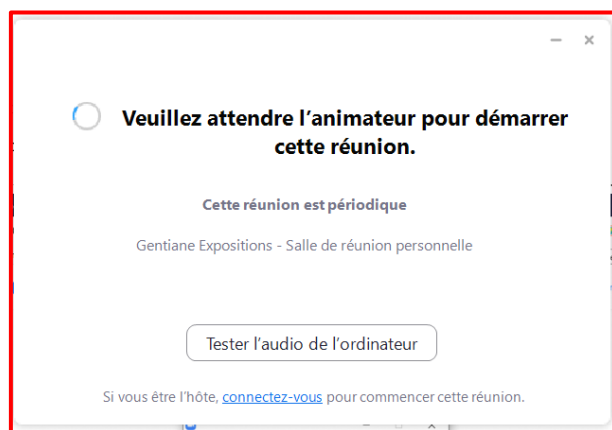 Veuillez attendre l'animateur pour démarrer
cette réunion.
Cette réunion est périodique
Gentiane Expositions - Salle de réunion personnelle
Tester l'audio de l'ordinateur
Si vous être l'hôte, connectez-vous pour commencer cette réunion.